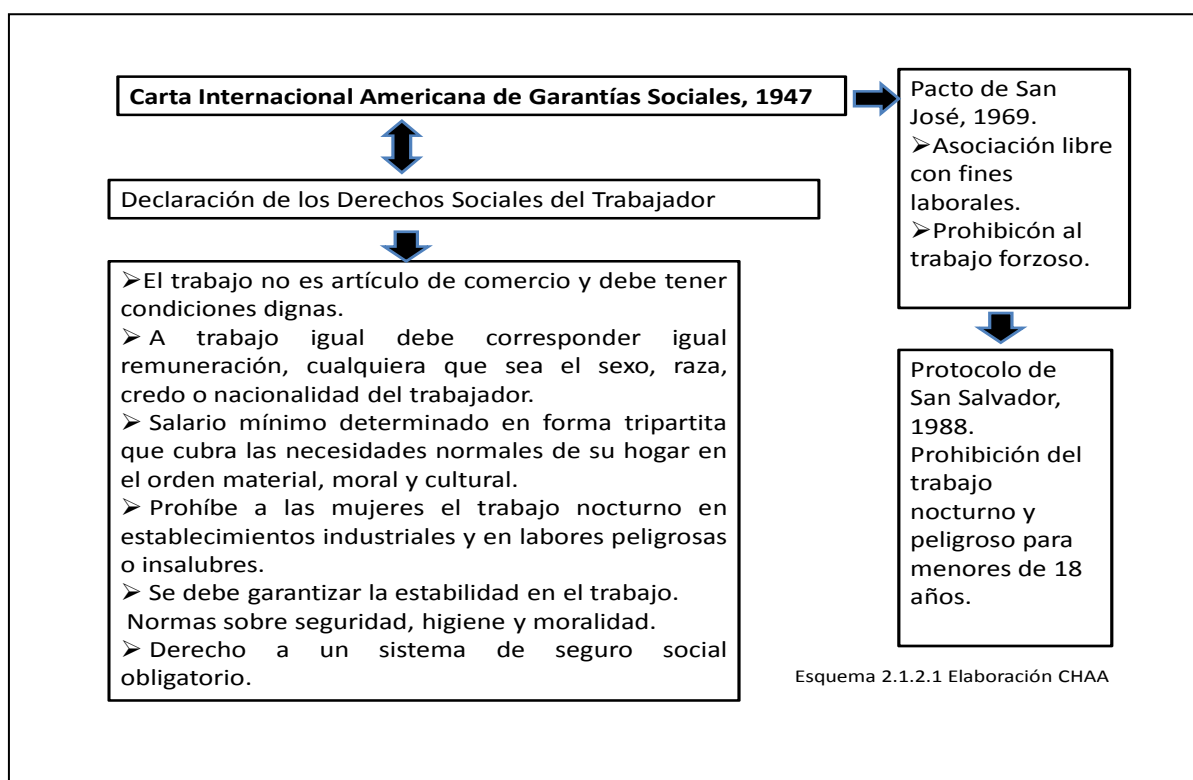 Carta Internacional Americana de Garantías Sociales, 1947
Declaración de los Derechos Sociales del Trabajador
➢El trabajo no es artículo de comercio y debe tener
condiciones dignas.
➢ A trabajo igual debe corresponder igual
remuneración, cualquiera que sea el sexo, raza,
credo o nacionalidad del trabajador.
➢ Salario mínimo determinado en forma tripartita
que cubra las necesidades normales de su hogar en
el orden material, moral y cultural.
➢ Prohíbe a las mujeres el trabajo nocturno en
establecimientos industriales y en labores peligrosas
o insalubres.
➢ Se debe garantizar la estabilidad en el trabajo.
Normas sobre seguridad, higiene y moralidad.
➢ Derecho a un sistema de seguro social
obligatorio.
Pacto de San
José, 1969.
➢Asociación libre
con fines
laborales.
➢Prohibicón al
trabajo forzoso.
Protocolo de
San Salvador,
1988.
Prohibición del
trabajo
nocturno y
peligroso para
menores de 18
años.
Esquema 2.1.2.1 Elaboración CHAA